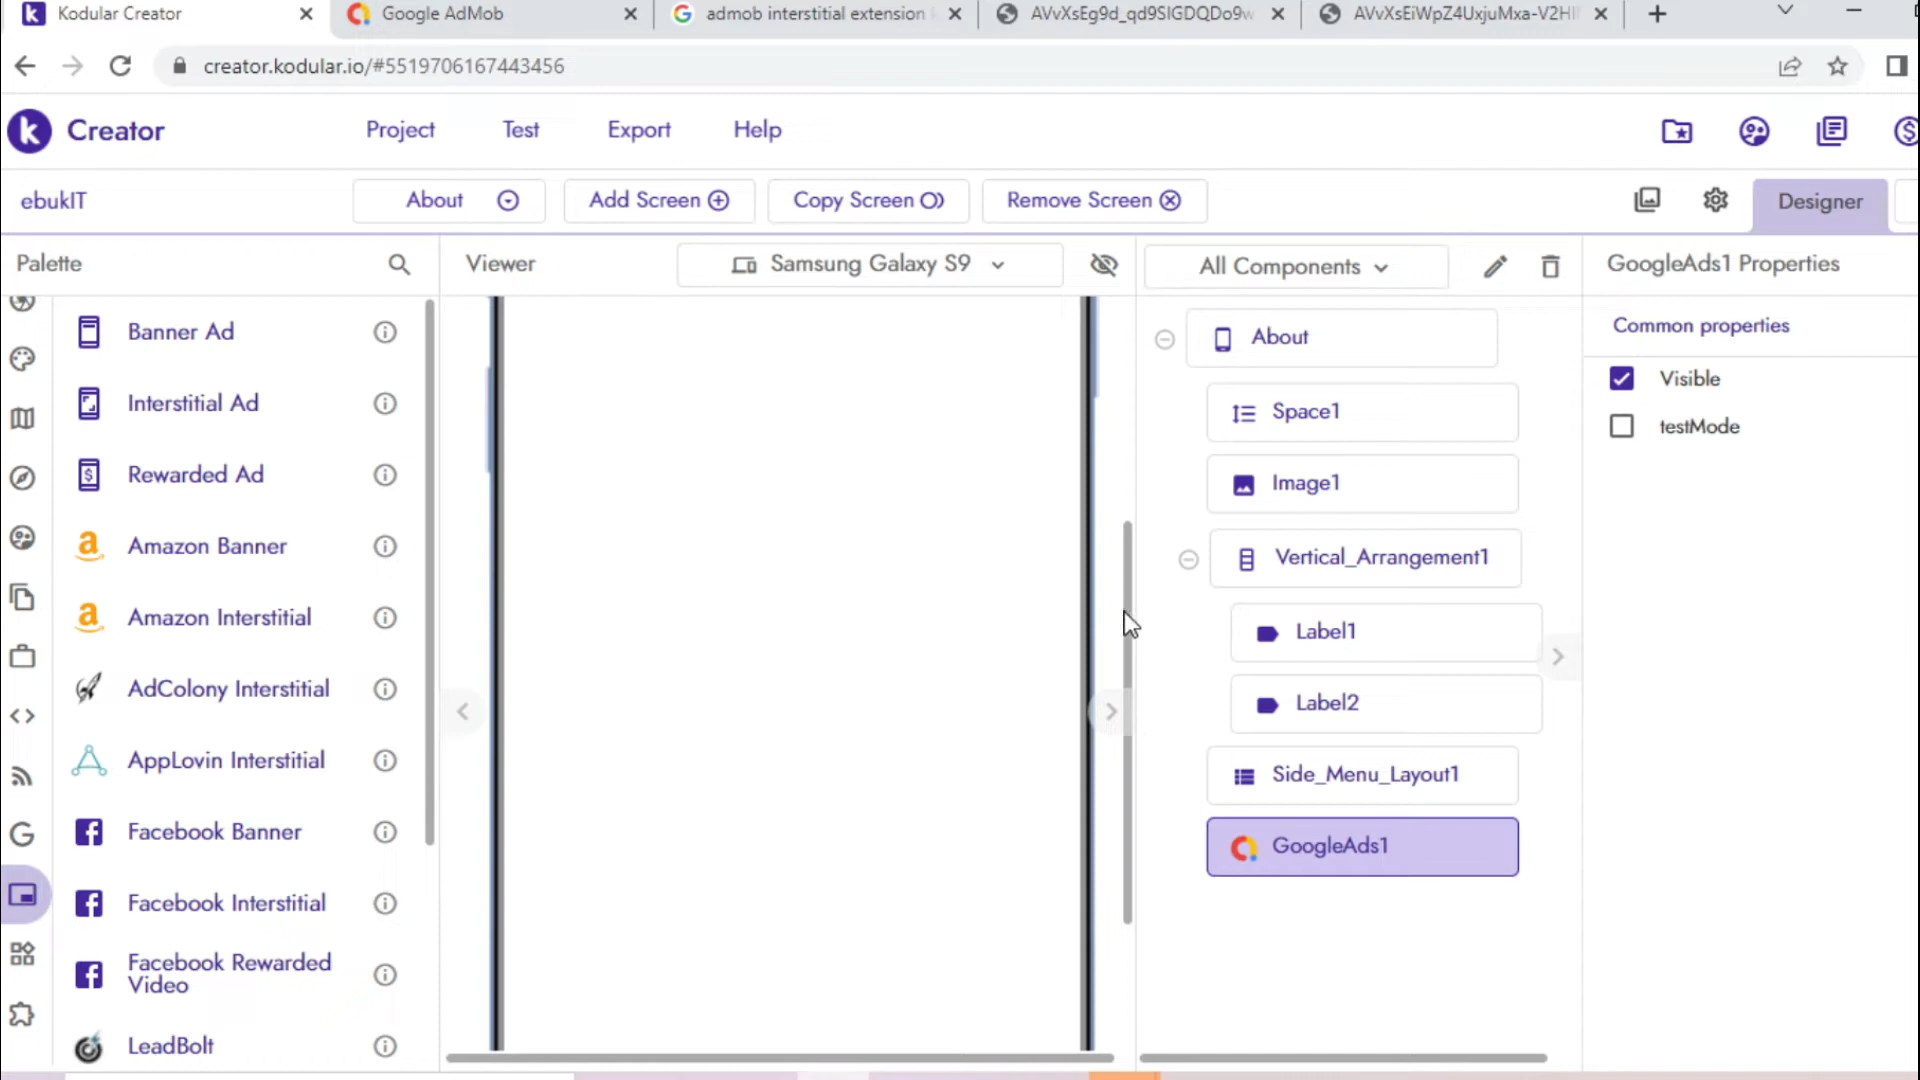 Kodular Creator
Google AdMob
admob interstitial extension
AVvXsEg9d_qd9SIGDQDo9w
AVvXsEiWpZ4UxjuMxa-V2HI
creator.kodular.io/#5519706167443456
k
Creator
Project
Test
Export
Help
ebukIT
About
Add Screen
Copy Screen
Remove Screen
Designer
Palette
Viewer
Samsung Galaxy S9
All Components
GoogleAds1 Properties
Banner Ad
Interstitial Ad
Rewarded Ad
Amazon Banner
Amazon Interstitial
AdColony Interstitial
AppLovin Interstitial
Facebook Banner
Facebook Interstitial
Facebook Rewarded
Video
LeadBolt
About
Space1
Image1
Vertical_Arrangement1
Label1
Label2
Side_Menu_Layout1
GoogleAds1
Common properties
Visible
testMode